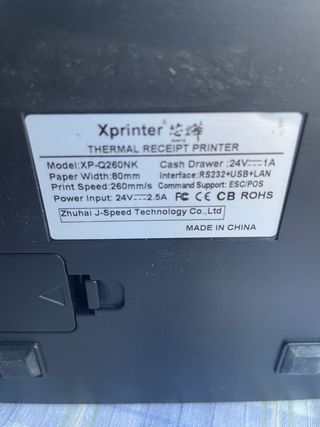 Xprinter 芯烨
THERMAL RECEIPT PRINTER
Model:XP-Q260NK Cash Drawer:24V⎓1A
Paper Width:80mm Interface:RS232+USB+LAN
Print Speed:260mm/s Command Support:ESC/POS
Power Input: 24V⎓2.5A FC CE CB ROHS
Zhuhai J-Speed Technology Co.,Ltd
MADE IN CHINA